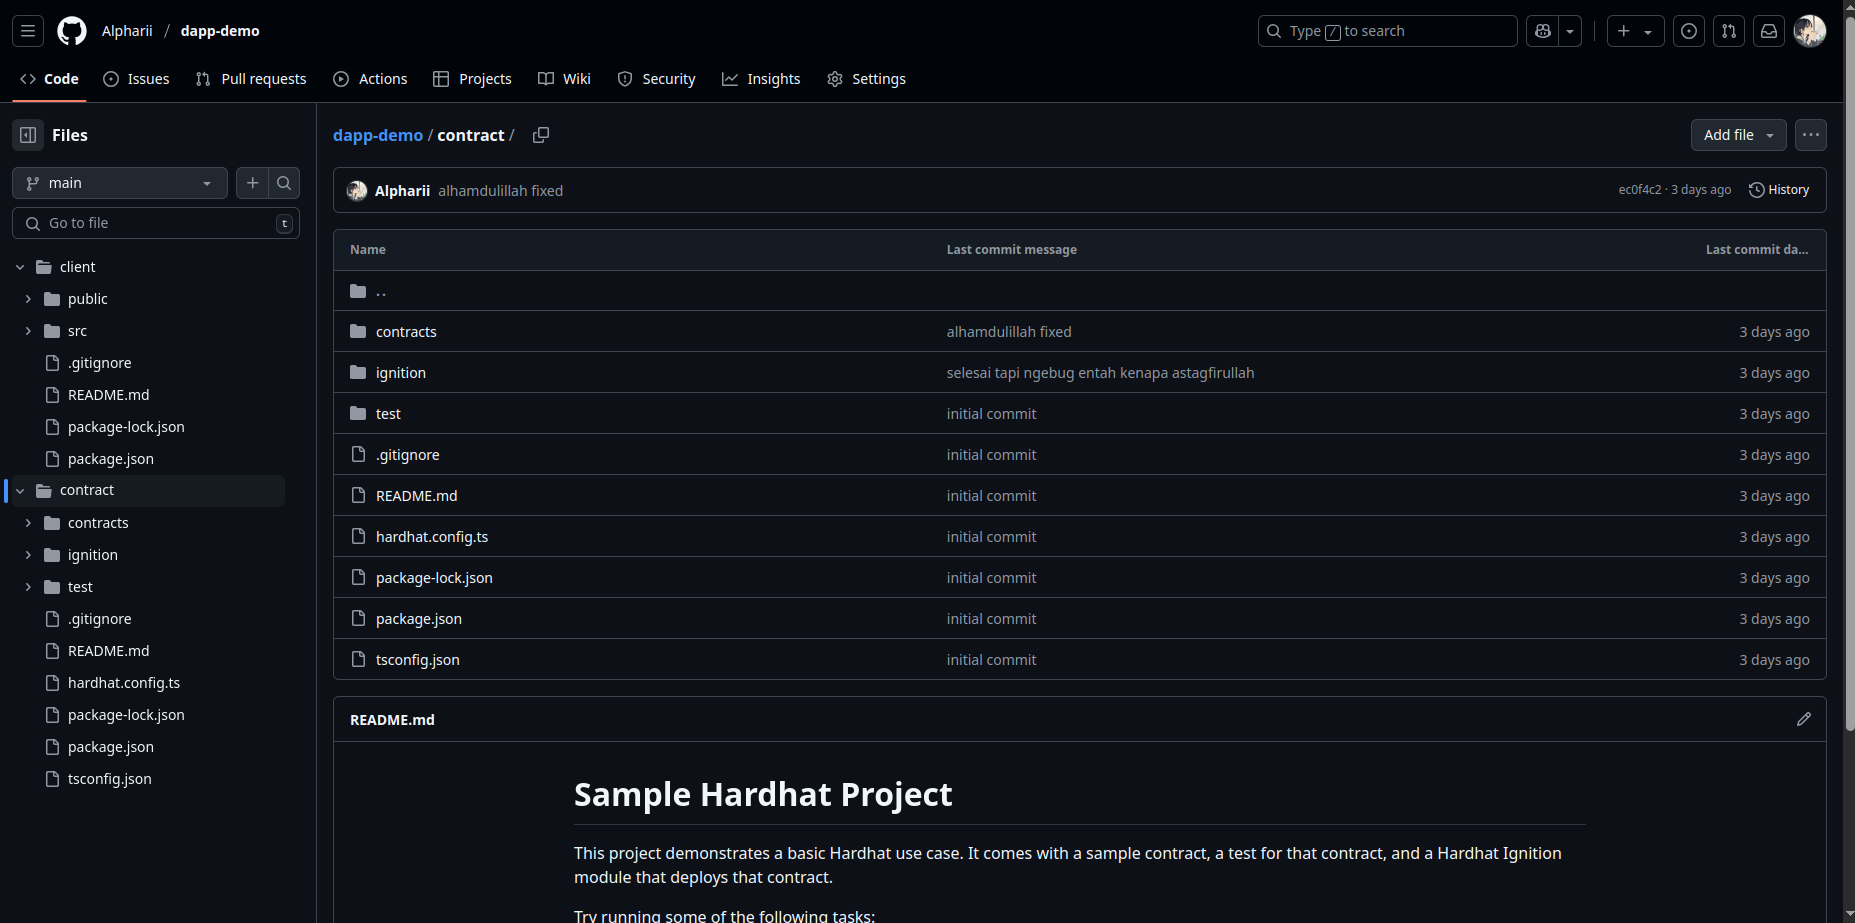 Alpharii / dapp-demo
Type / to search
Code
Issues
Pull requests
Actions
Projects
Wiki
Security
Insights
Settings
Files
main
Go to file
t
client
public
src
.gitignore
README.md
package-lock.json
package.json
contract
contracts
ignition
test
.gitignore
README.md
hardhat.config.ts
package-lock.json
package.json
tsconfig.json
dapp-demo / contract /
Add file
Alpharii alhamdulillah fixed
ec0f4c2 · 3 days ago
History
Name Last commit message Last commit da...
..
contracts alhamdulillah fixed 3 days ago
ignition selesai tapi ngebug entah kenapa astagfirullah 3 days ago
test initial commit 3 days ago
.gitignore initial commit 3 days ago
README.md initial commit 3 days ago
hardhat.config.ts initial commit 3 days ago
package-lock.json initial commit 3 days ago
package.json initial commit 3 days ago
tsconfig.json initial commit 3 days ago
README.md
Sample Hardhat Project
This project demonstrates a basic Hardhat use case. It comes with a sample contract, a test for that contract, and a Hardhat Ignition
module that deploys that contract.
Try running some of the following tasks: